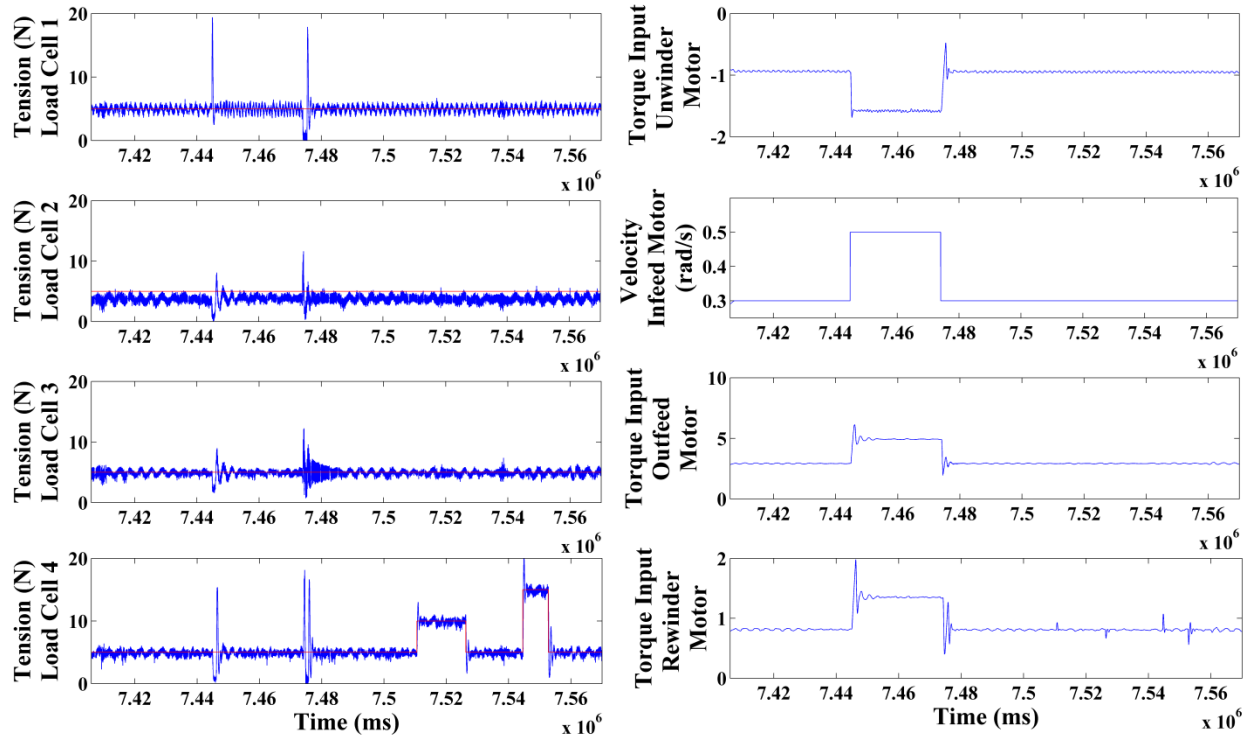 Tension (N)
Load Cell 1
20
10
0
7.42 7.44 7.46 7.48 7.5 7.52 7.54 7.56
x 10^6
Torque Input
Unwinder
Motor
0
-1
-2
7.42 7.44 7.46 7.48 7.5 7.52 7.54 7.56
x 10^6
Tension (N)
Load Cell 2
20
10
0
7.42 7.44 7.46 7.48 7.5 7.52 7.54 7.56
x 10^6
Velocity
Infeed Motor
(rad/s)
0.5
0.4
0.3
7.42 7.44 7.46 7.48 7.5 7.52 7.54 7.56
x 10^6
Tension (N)
Load Cell 3
20
10
0
7.42 7.44 7.46 7.48 7.5 7.52 7.54 7.56
x 10^6
Torque Input
Outfeed
Motor
10
5
0
7.42 7.44 7.46 7.48 7.5 7.52 7.54 7.56
x 10^6
Tension (N)
Load Cell 4
20
10
0
7.42 7.44 7.46 7.48 7.5 7.52 7.54 7.56
Time (ms)
x 10^6
Torque Input
Rewinder
Motor
2
1
0
7.42 7.44 7.46 7.48 7.5 7.52 7.54 7.56
Time (ms)
x 10^6